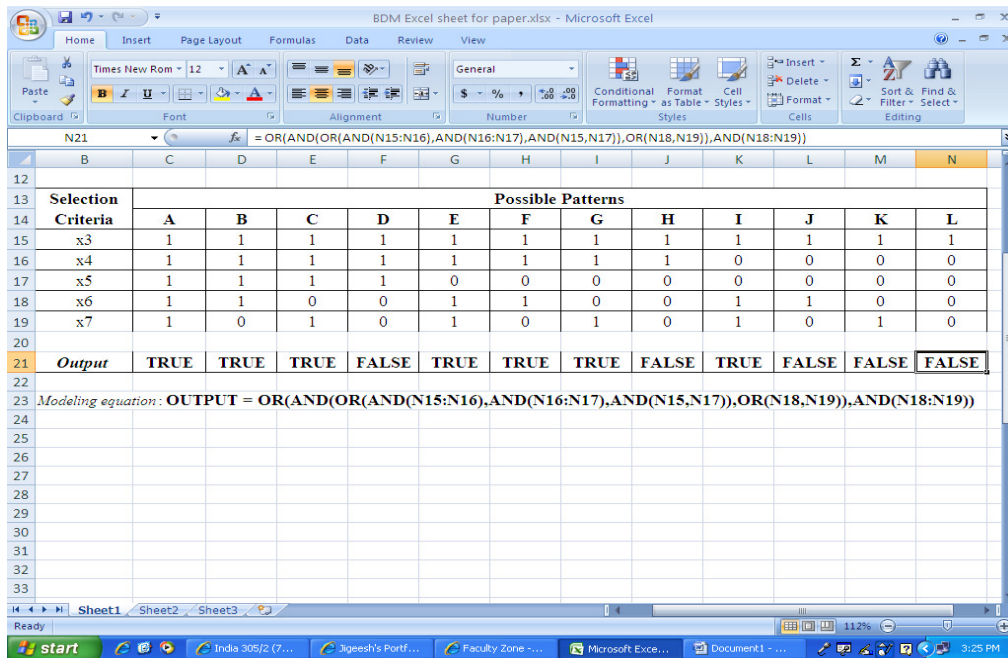 BDM Excel sheet for paper.xlsx - Microsoft Excel
Home Insert Page Layout Formulas Data Review View
Paste
Times New Rom 12
General
Conditional Formatting
Format as Table
Cell Styles
Insert
Delete
Format
Sort & Filter
Find & Select
Clipboard Font Alignment Number Styles Cells Editing
N21 fx =OR(AND(OR(AND(N15:N16),AND(N16:N17),AND(N15,N17)),OR(N18,N19)),AND(N18:N19))
B C D E F G H I J K L M N
12
13 Selection Possible Patterns
14 Criteria A B C D E F G H I J K L
15 x3 1 1 1 1 1 1 1 1 1 1 1 1
16 x4 1 1 1 1 1 1 1 1 0 0 0 0
17 x5 1 1 1 1 0 0 0 0 0 0 0 0
18 x6 1 1 0 0 1 1 0 0 1 1 0 0
19 x7 1 0 1 0 1 0 1 0 1 0 1 0
20
21 Output TRUE TRUE TRUE FALSE TRUE TRUE TRUE FALSE TRUE FALSE FALSE FALSE
22
23 Modeling equation : OUTPUT = OR(AND(OR(AND(N15:N16),AND(N16:N17),AND(N15,N17)),OR(N18,N19)),AND(N18:N19))
24
25
26
27
28
29
30
31
32
33
Sheet1 Sheet2 Sheet3
Ready 112%
start India 305/2 (7... Jigeesh's Portf... Faculty Zone -... Microsoft Exce... Document1 - ... 3:25 PM